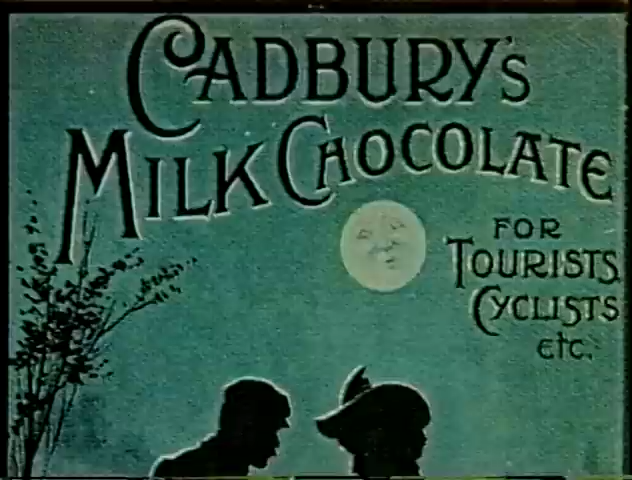 CADBURY'S
MILK CHOCOLATE
FOR
TOURISTS
CYCLISTS
etc.